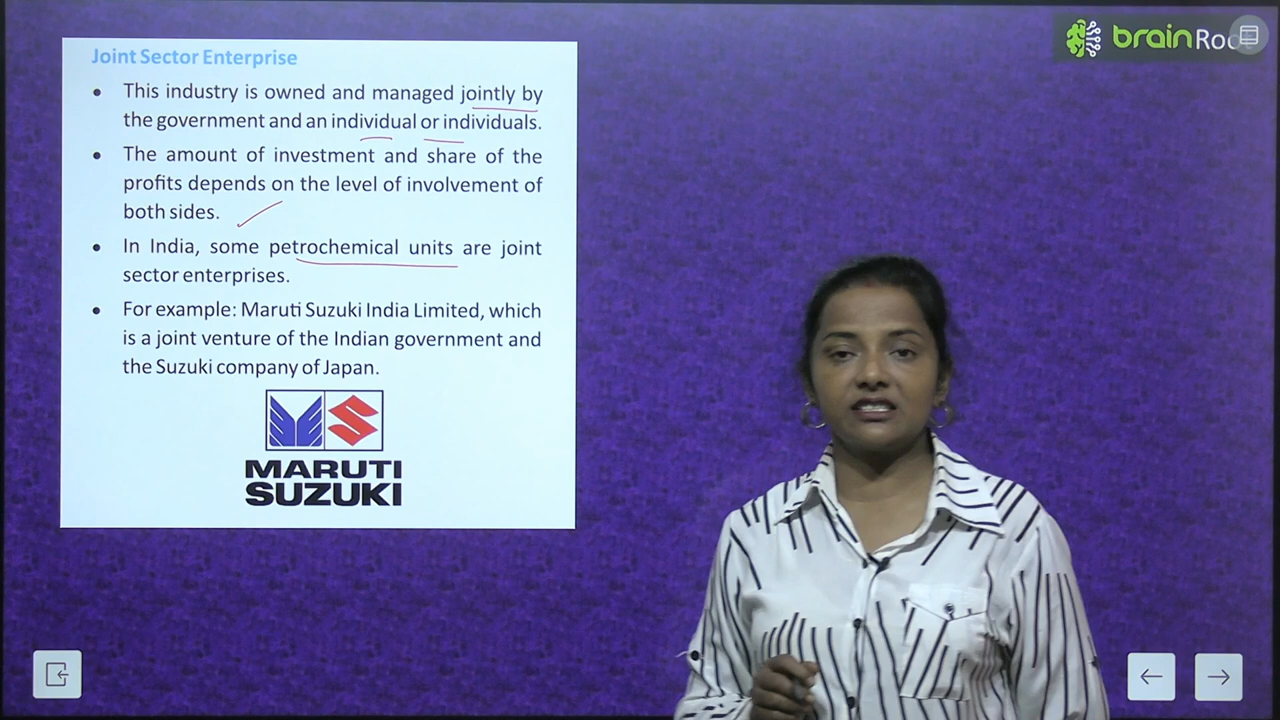 Joint Sector Enterprise
• This industry is owned and managed jointly by
the government and an individual or individuals.
• The amount of investment and share of the
profits depends on the level of involvement of
both sides.
• In India, some petrochemical units are joint
sector enterprises.
• For example: Maruti Suzuki India Limited, which
is a joint venture of the Indian government and
the Suzuki company of Japan.
MARUTI
SUZUKI
brain